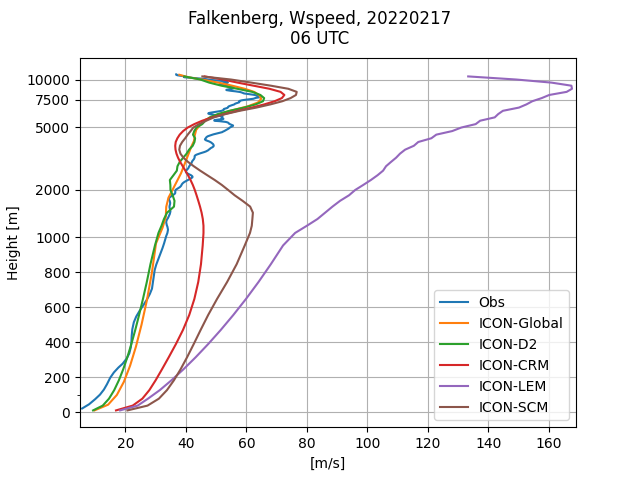 Falkenberg, Wspeed, 20220217
06 UTC
Height [m]
10000
7500
5000
2000
1000
800
600
400
200
0
20
40
60
80
100
120
140
160
[m/s]
Obs
ICON-Global
ICON-D2
ICON-CRM
ICON-LEM
ICON-SCM